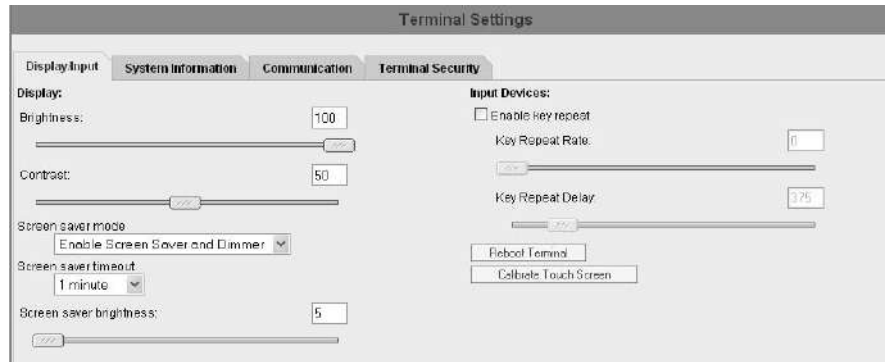 Terminal Settings
Display/Input
System Information
Communication
Terminal Security
Display:
Brightness:
100
Contrast:
50
Screen saver mode
Enable Screen Saver and Dimmer
Screen saver timeout
1 minute
Screen saver brightness:
5
Input Devices:
Enable key repeat
Key Repeat Rate:
Key Repeat Delay:
375
Reboot Terminal
Calibrate Touch Screen